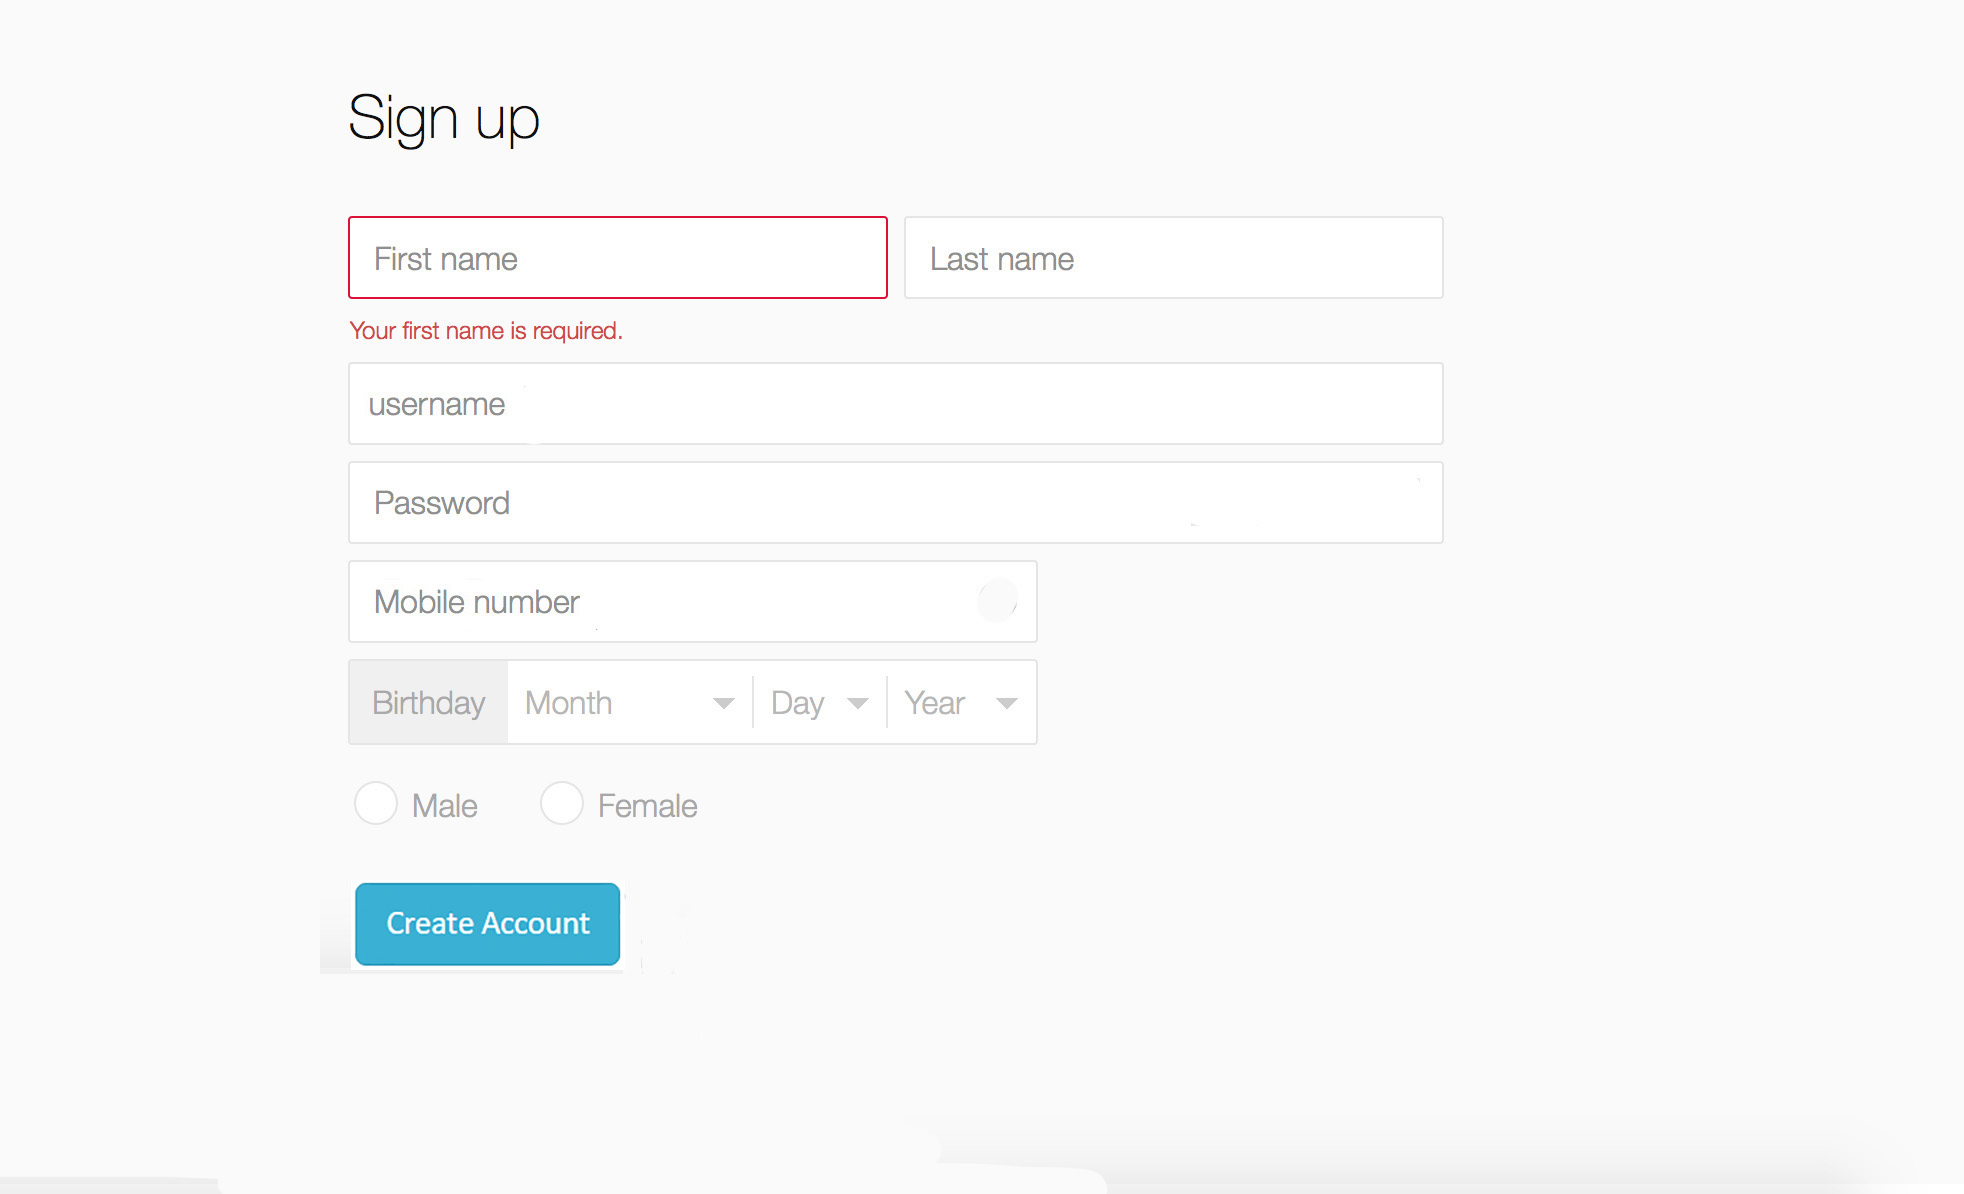 Sign up
First name Last name
Your first name is required.
username
Password
Mobile number
Birthday Month Day Year
Male Female
Create Account